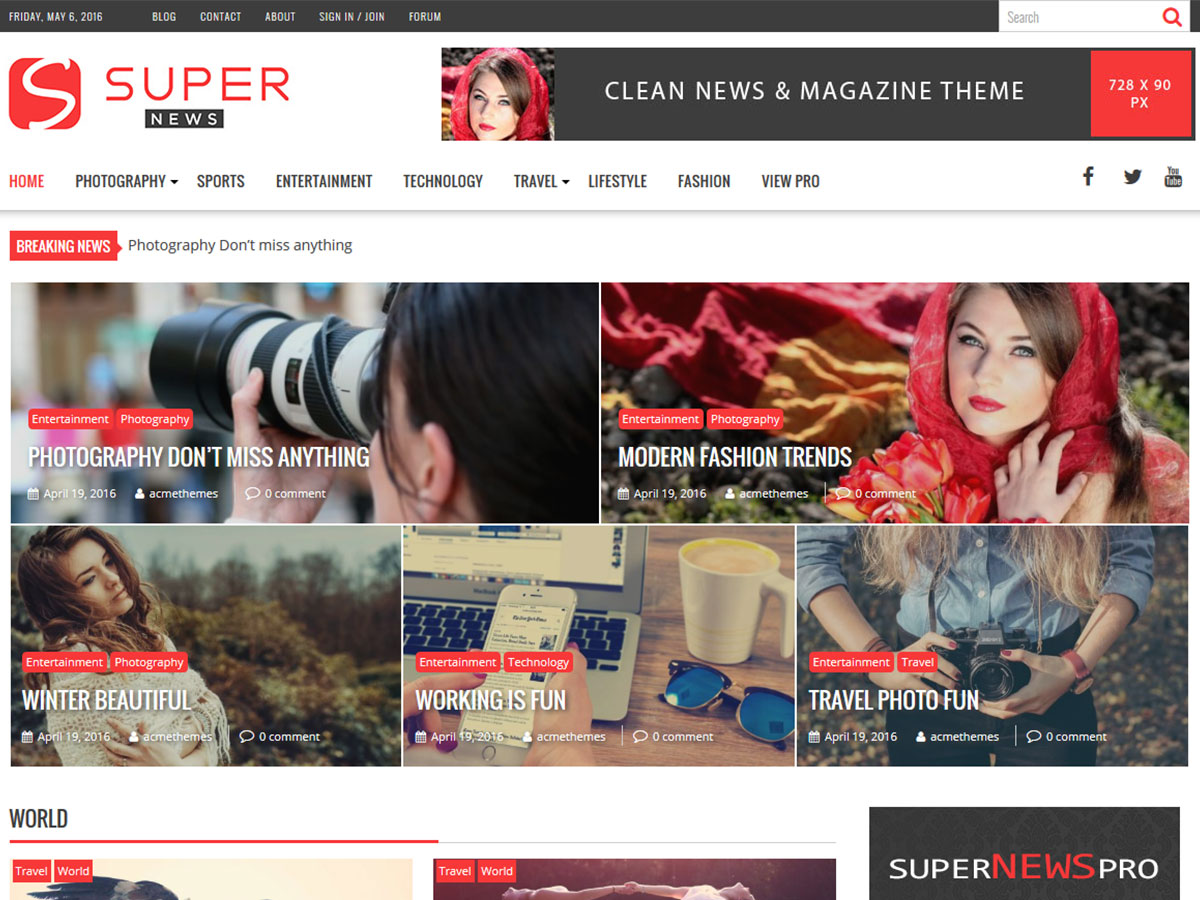 FRIDAY, MAY 6, 2016 BLOG CONTACT ABOUT SIGN IN / JOIN FORUM Search
SUPER
NEWS
CLEAN NEWS & MAGAZINE THEME
728 X 90
PX
HOME PHOTOGRAPHY SPORTS ENTERTAINMENT TECHNOLOGY TRAVEL LIFESTYLE FASHION VIEW PRO
You
Tube
BREAKING NEWS Photography Don’t miss anything
Entertainment Photography
PHOTOGRAPHY DON’T MISS ANYTHING
April 19, 2016 acmethemes 0 comment
Entertainment Photography
MODERN FASHION TRENDS
April 19, 2016 acmethemes 0 comment
Entertainment Photography
WINTER BEAUTIFUL
April 19, 2016 acmethemes 0 comment
Entertainment Technology
WORKING IS FUN
April 19, 2016 acmethemes 0 comment
Entertainment Travel
TRAVEL PHOTO FUN
April 19, 2016 acmethemes 0 comment
WORLD
Travel World
Travel World
SUPERNEWSPRO